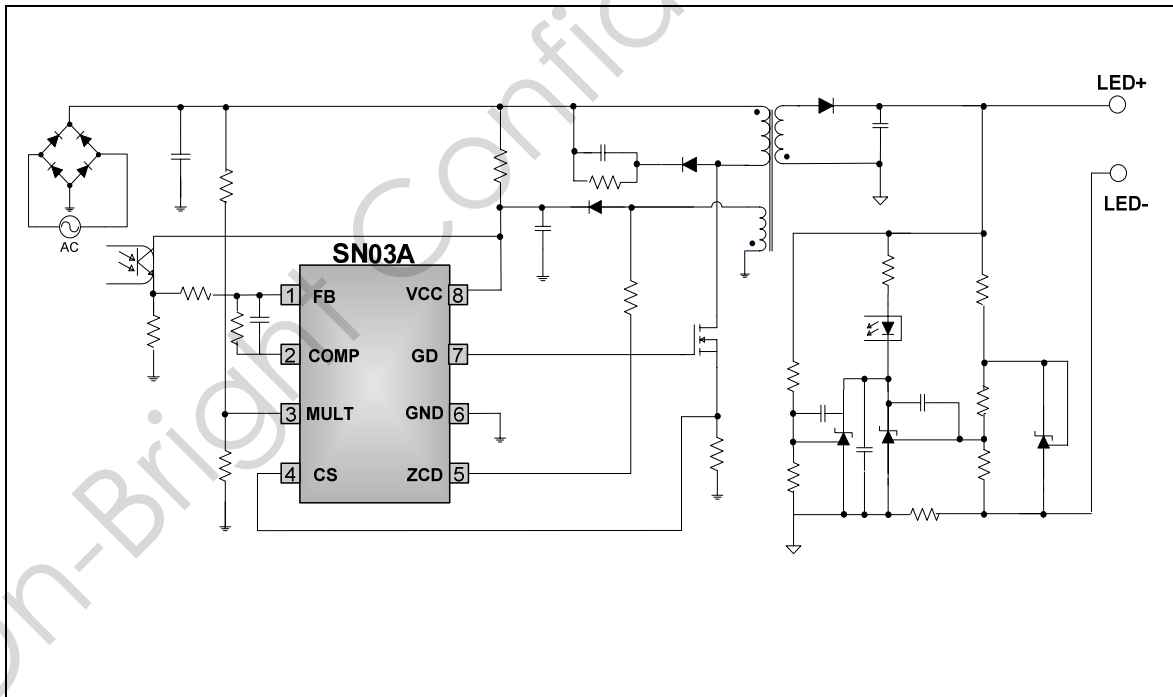 On-Bright Confid
LED+
LED-
AC
SN03A
1 FB
VCC 8
2 COMP
GD 7
3 MULT
GND 6
4 CS
ZCD 5